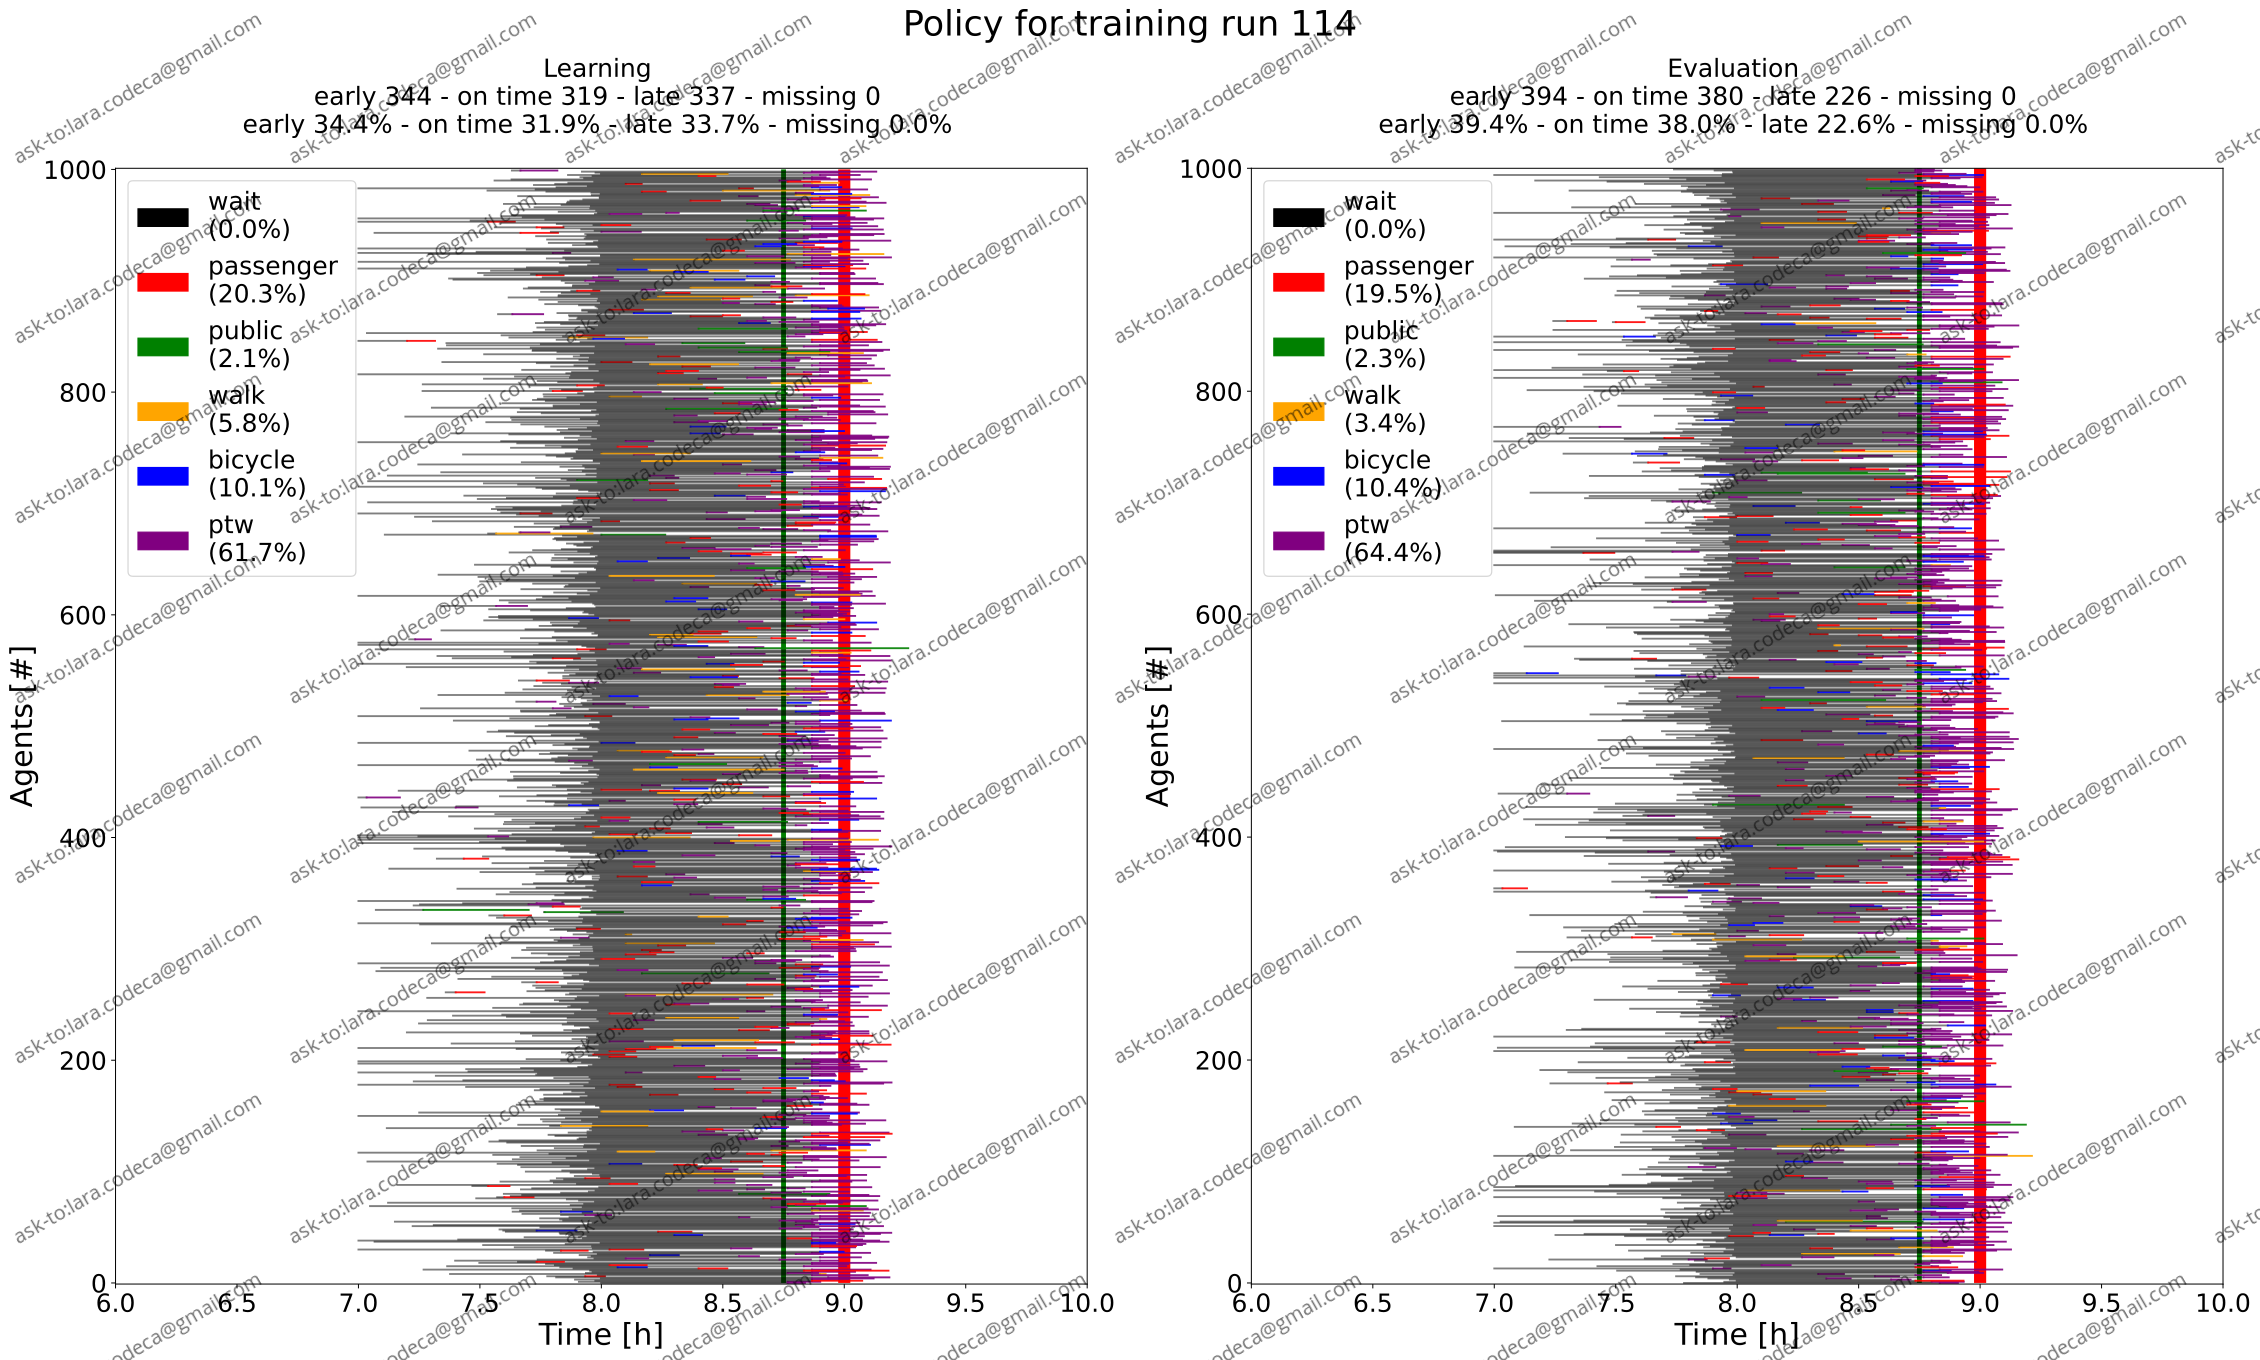 Policy for training run 114
Learning
early 344 - on time 319 - late 337 - missing 0
early 34.4% - on time 31.9% - late 33.7% - missing 0.0%
1000
800
600
400
200
0
Agents [#]
wait
(0.0%)
passenger
(20.3%)
public
(2.1%)
walk
(5.8%)
bicycle
(10.1%)
ptw
(61.7%)
6.0 6.5 7.0 7.5 8.0 8.5 9.0 9.5 10.0
Time [h]
Evaluation
early 394 - on time 380 - late 226 - missing 0
early 39.4% - on time 38.0% - late 22.6% - missing 0.0%
1000
800
600
400
200
0
Agents [#]
wait
(0.0%)
passenger
(19.5%)
public
(2.3%)
walk
(3.4%)
bicycle
(10.4%)
ptw
(64.4%)
6.0 6.5 7.0 7.5 8.0 8.5 9.0 9.5 10.0
Time [h]
ask-to:lara.codeca@gmail.com